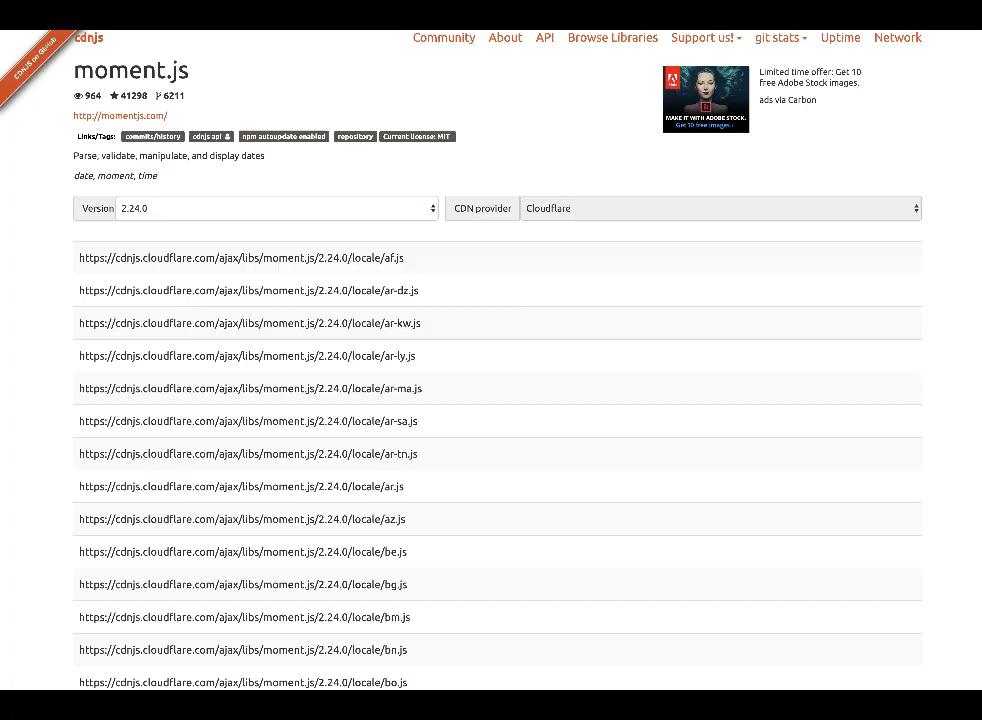 CDNJS on GitHub
cdnjs
Community About API Browse Libraries Support us! git stats Uptime Network
moment.js
964 41298 6211
http://momentjs.com/
Links/Tags: commits/history cdnjs api npm autoupdate enabled repository Current license: MIT
Parse, validate, manipulate, and display dates
date, moment, time
MAKE IT WITH ADOBE STOCK.
Get 10 free images ›
Limited time offer: Get 10
free Adobe Stock images.
ads via Carbon
Version 2.24.0 CDN provider Cloudflare
https://cdnjs.cloudflare.com/ajax/libs/moment.js/2.24.0/locale/af.js
https://cdnjs.cloudflare.com/ajax/libs/moment.js/2.24.0/locale/ar-dz.js
https://cdnjs.cloudflare.com/ajax/libs/moment.js/2.24.0/locale/ar-kw.js
https://cdnjs.cloudflare.com/ajax/libs/moment.js/2.24.0/locale/ar-ly.js
https://cdnjs.cloudflare.com/ajax/libs/moment.js/2.24.0/locale/ar-ma.js
https://cdnjs.cloudflare.com/ajax/libs/moment.js/2.24.0/locale/ar-sa.js
https://cdnjs.cloudflare.com/ajax/libs/moment.js/2.24.0/locale/ar-tn.js
https://cdnjs.cloudflare.com/ajax/libs/moment.js/2.24.0/locale/ar.js
https://cdnjs.cloudflare.com/ajax/libs/moment.js/2.24.0/locale/az.js
https://cdnjs.cloudflare.com/ajax/libs/moment.js/2.24.0/locale/be.js
https://cdnjs.cloudflare.com/ajax/libs/moment.js/2.24.0/locale/bg.js
https://cdnjs.cloudflare.com/ajax/libs/moment.js/2.24.0/locale/bm.js
https://cdnjs.cloudflare.com/ajax/libs/moment.js/2.24.0/locale/bn.js
https://cdnjs.cloudflare.com/ajax/libs/moment.js/2.24.0/locale/bo.js